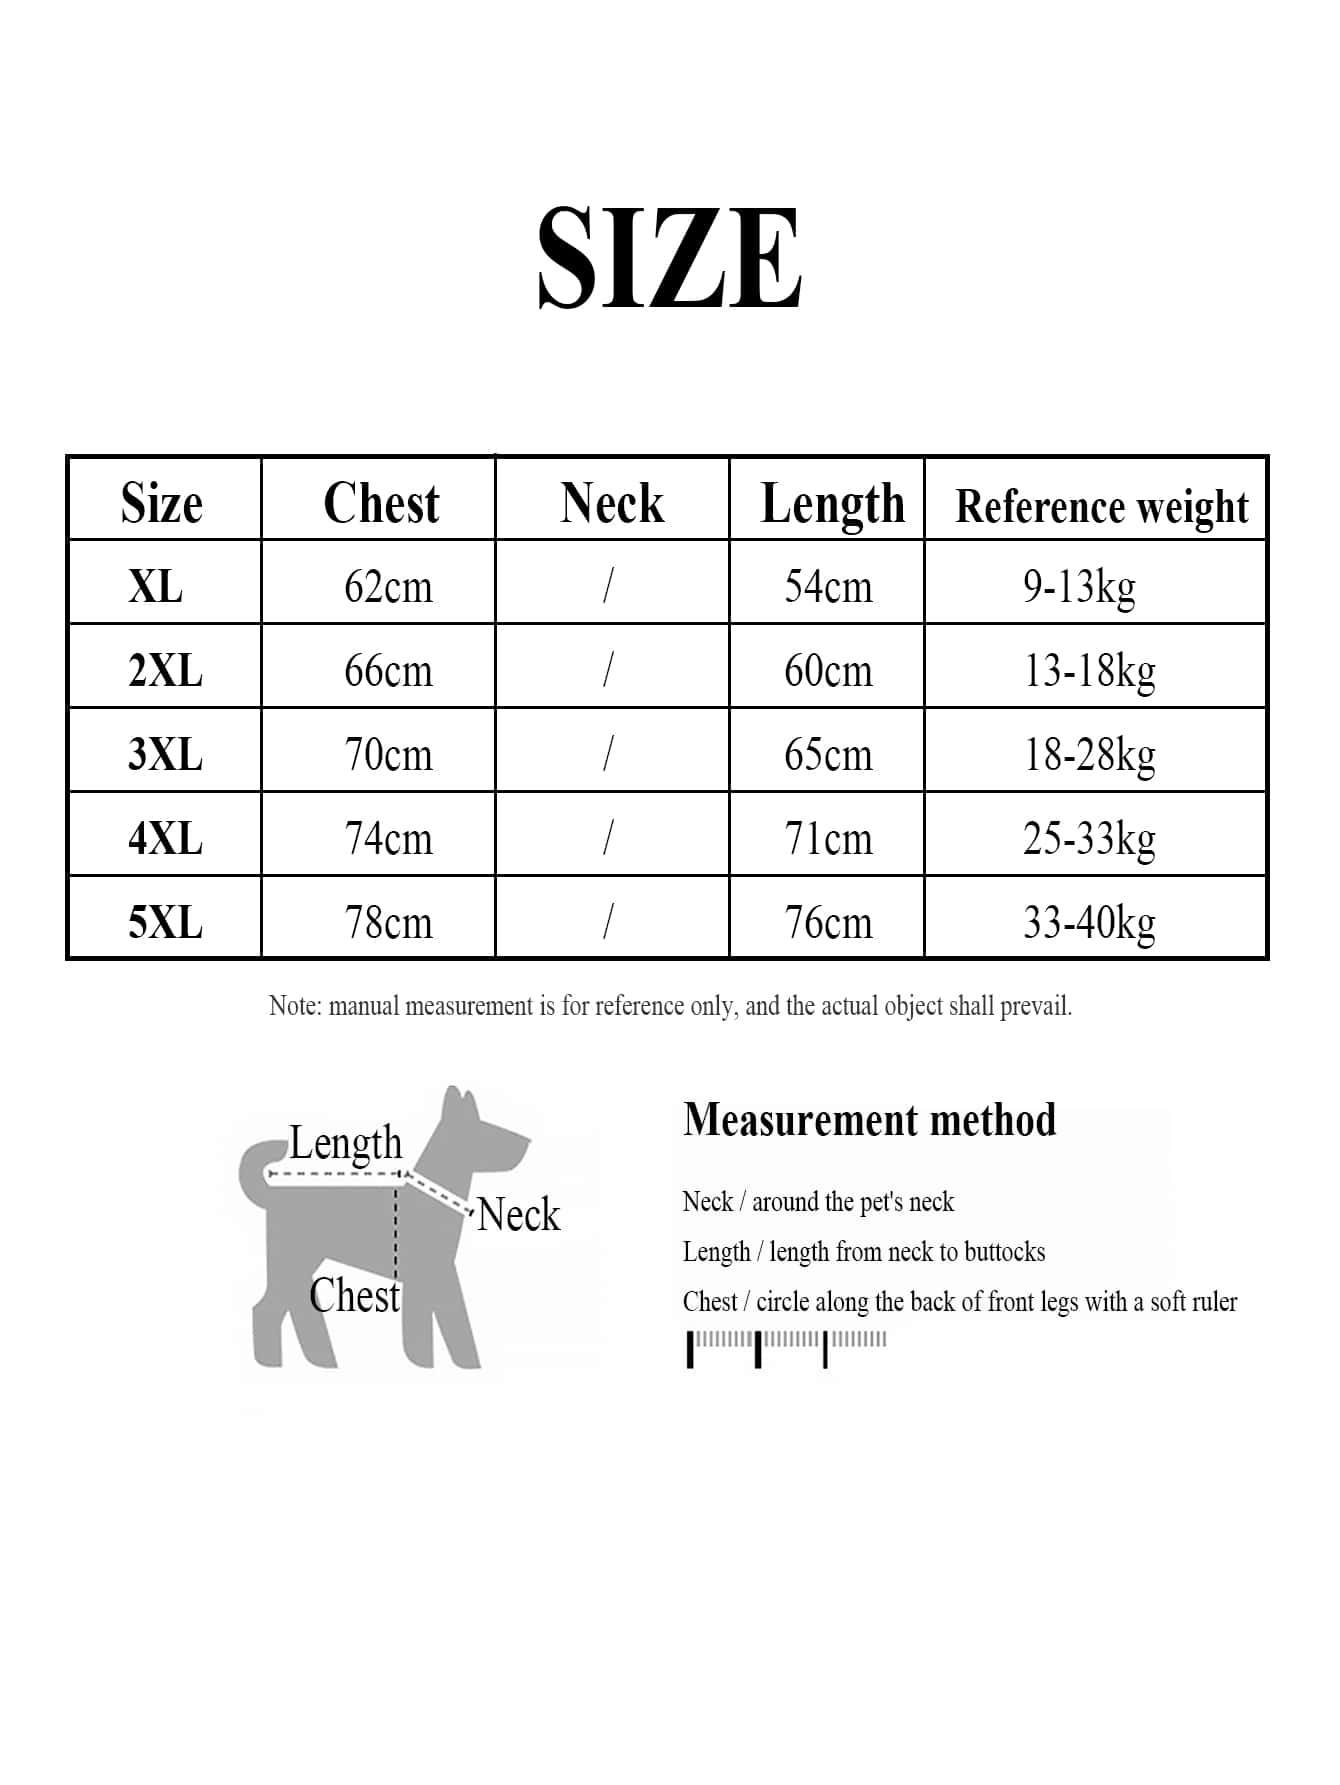 SIZE
Size Chest Neck Length Reference weight
XL 62cm / 54cm 9-13kg
2XL 66cm / 60cm 13-18kg
3XL 70cm / 65cm 18-28kg
4XL 74cm / 71cm 25-33kg
5XL 78cm / 76cm 33-40kg
Note: manual measurement is for reference only, and the actual object shall prevail.
Length
Neck
Chest
Measurement method
Neck / around the pet's neck
Length / length from neck to buttocks
Chest / circle along the back of front legs with a soft ruler